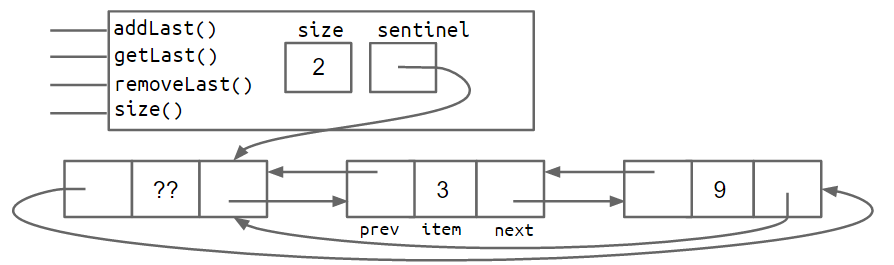 addLast()
size sentinel
getLast()
2
removeLast()
size()
?? 3 9
prev item next